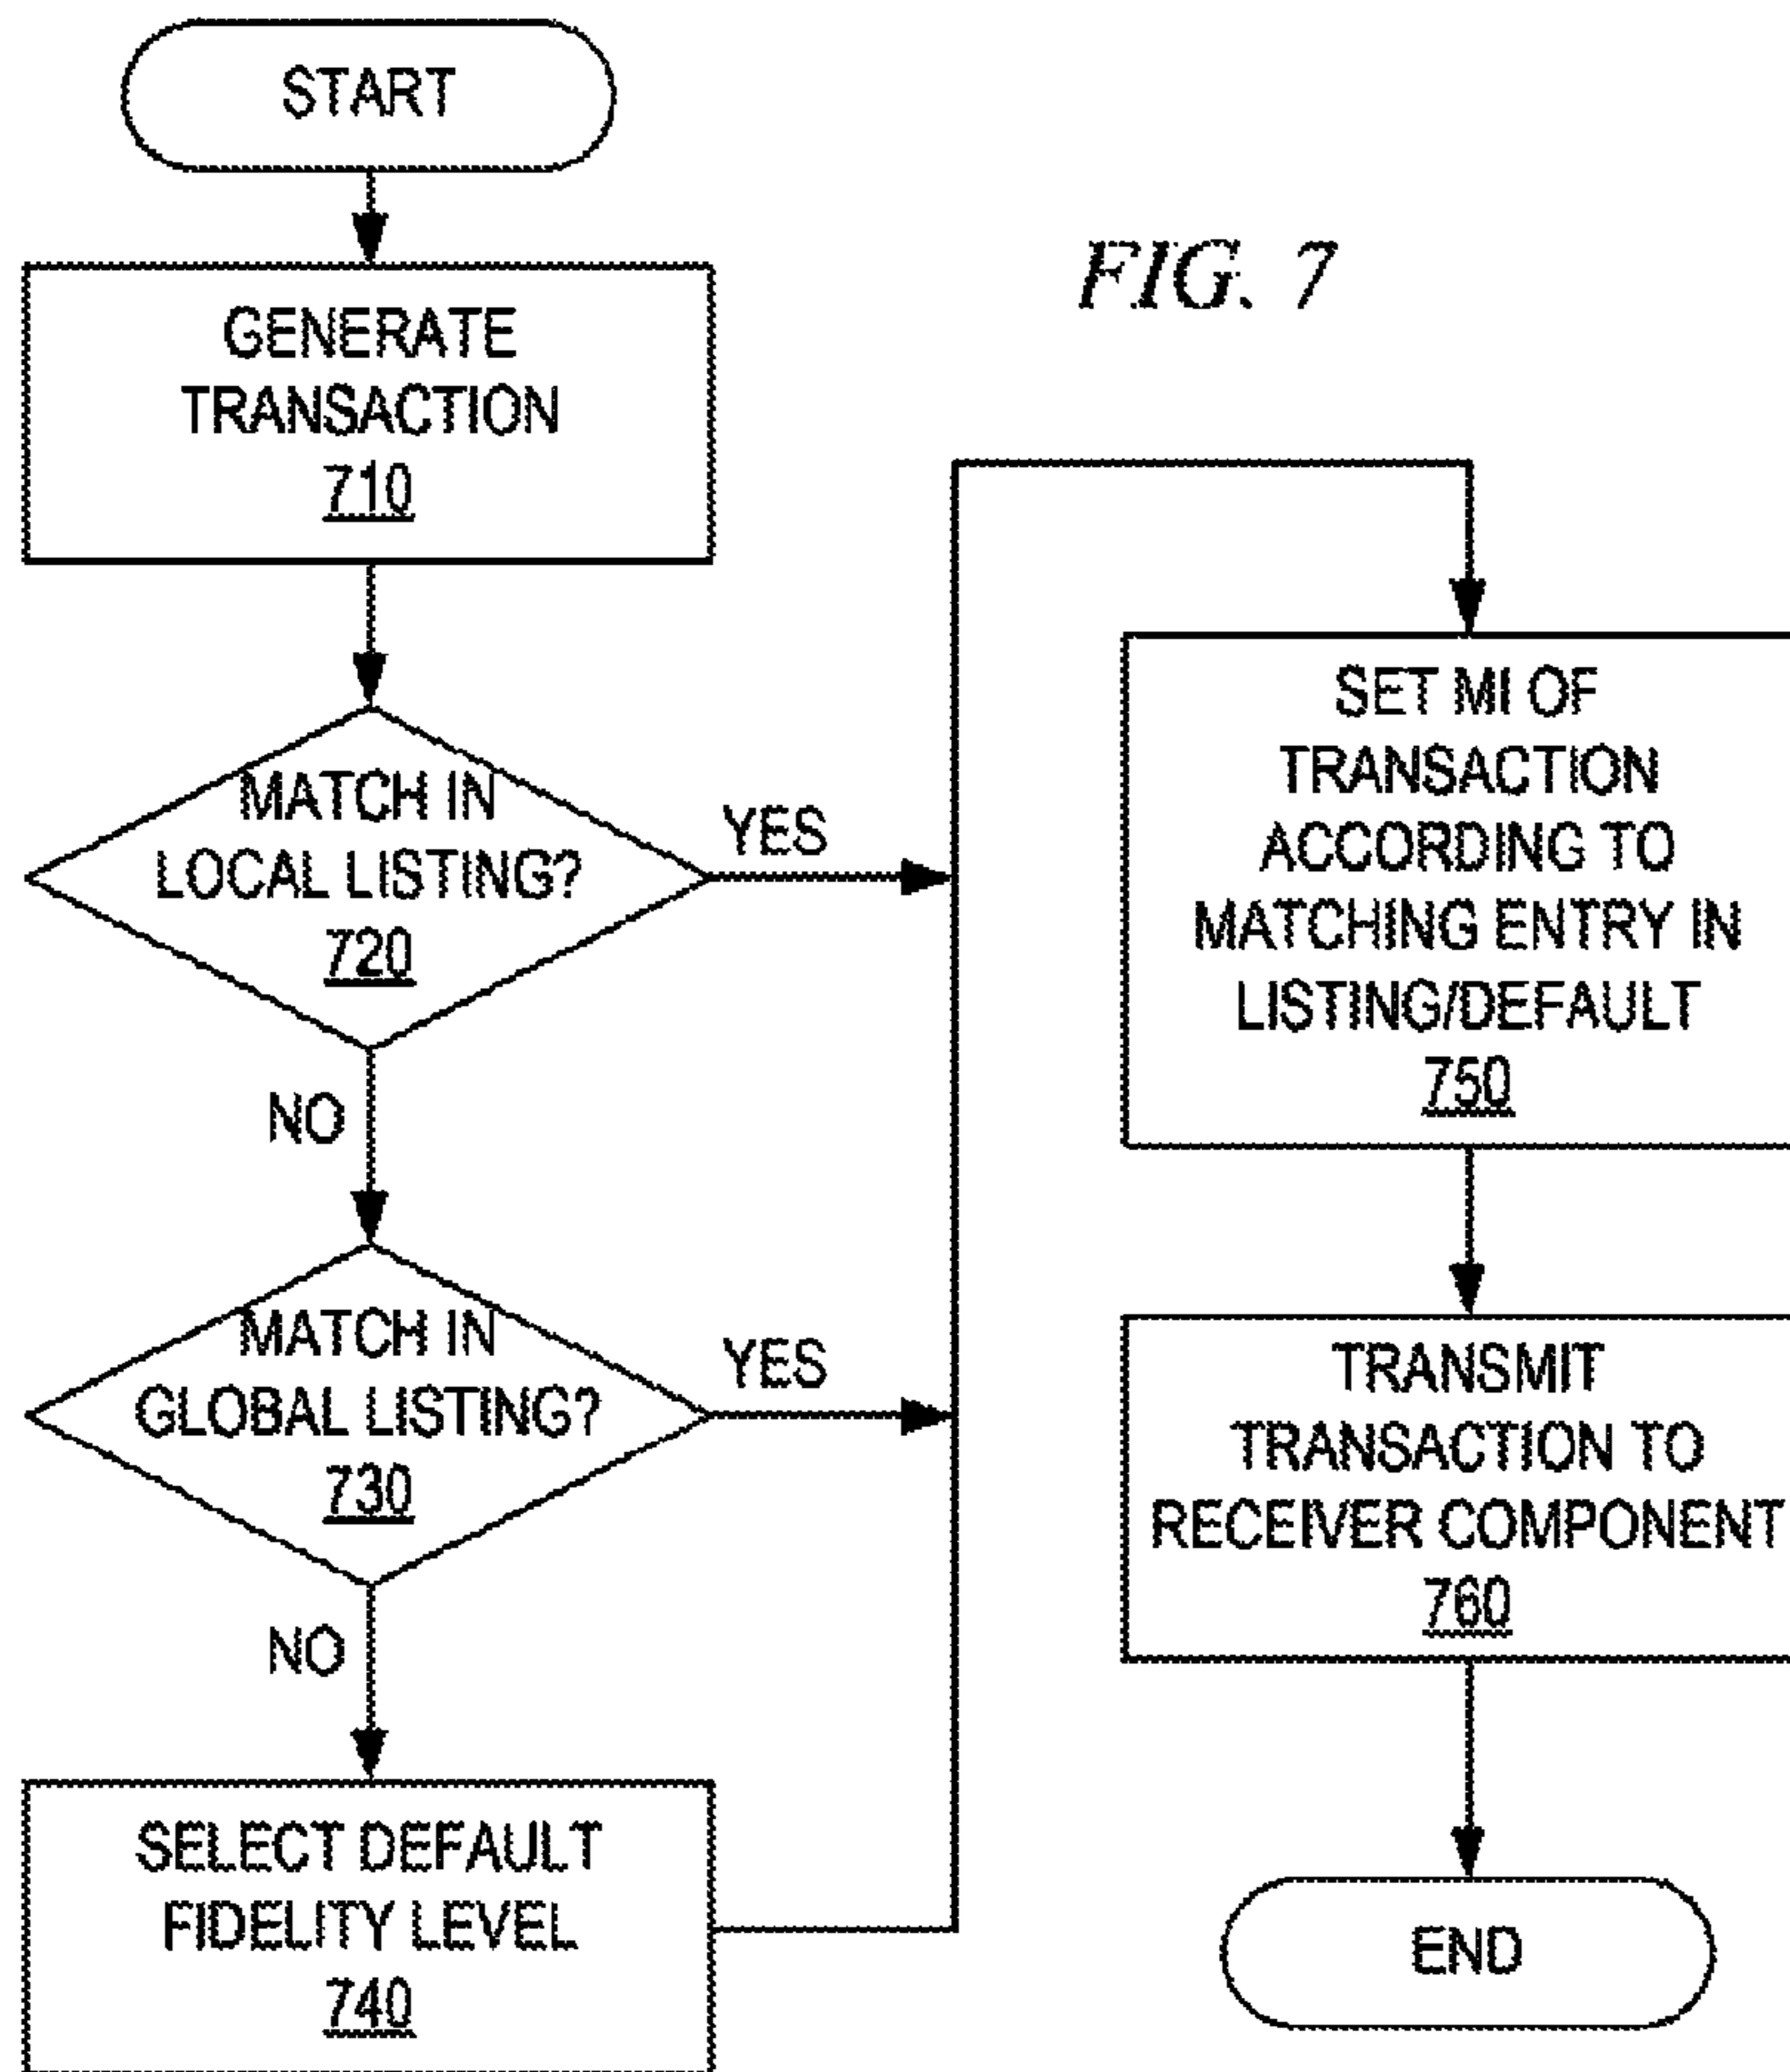 START
GENERATE
TRANSACTION
710
MATCH IN
LOCAL LISTING?
720
YES
NO
MATCH IN
GLOBAL LISTING?
730
YES
NO
SELECT DEFAULT
FIDELITY LEVEL
740
FIG. 7
SET MI OF
TRANSACTION
ACCORDING TO
MATCHING ENTRY IN
LISTING/DEFAULT
750
TRANSMIT
TRANSACTION TO
RECEIVER COMPONENT
760
END